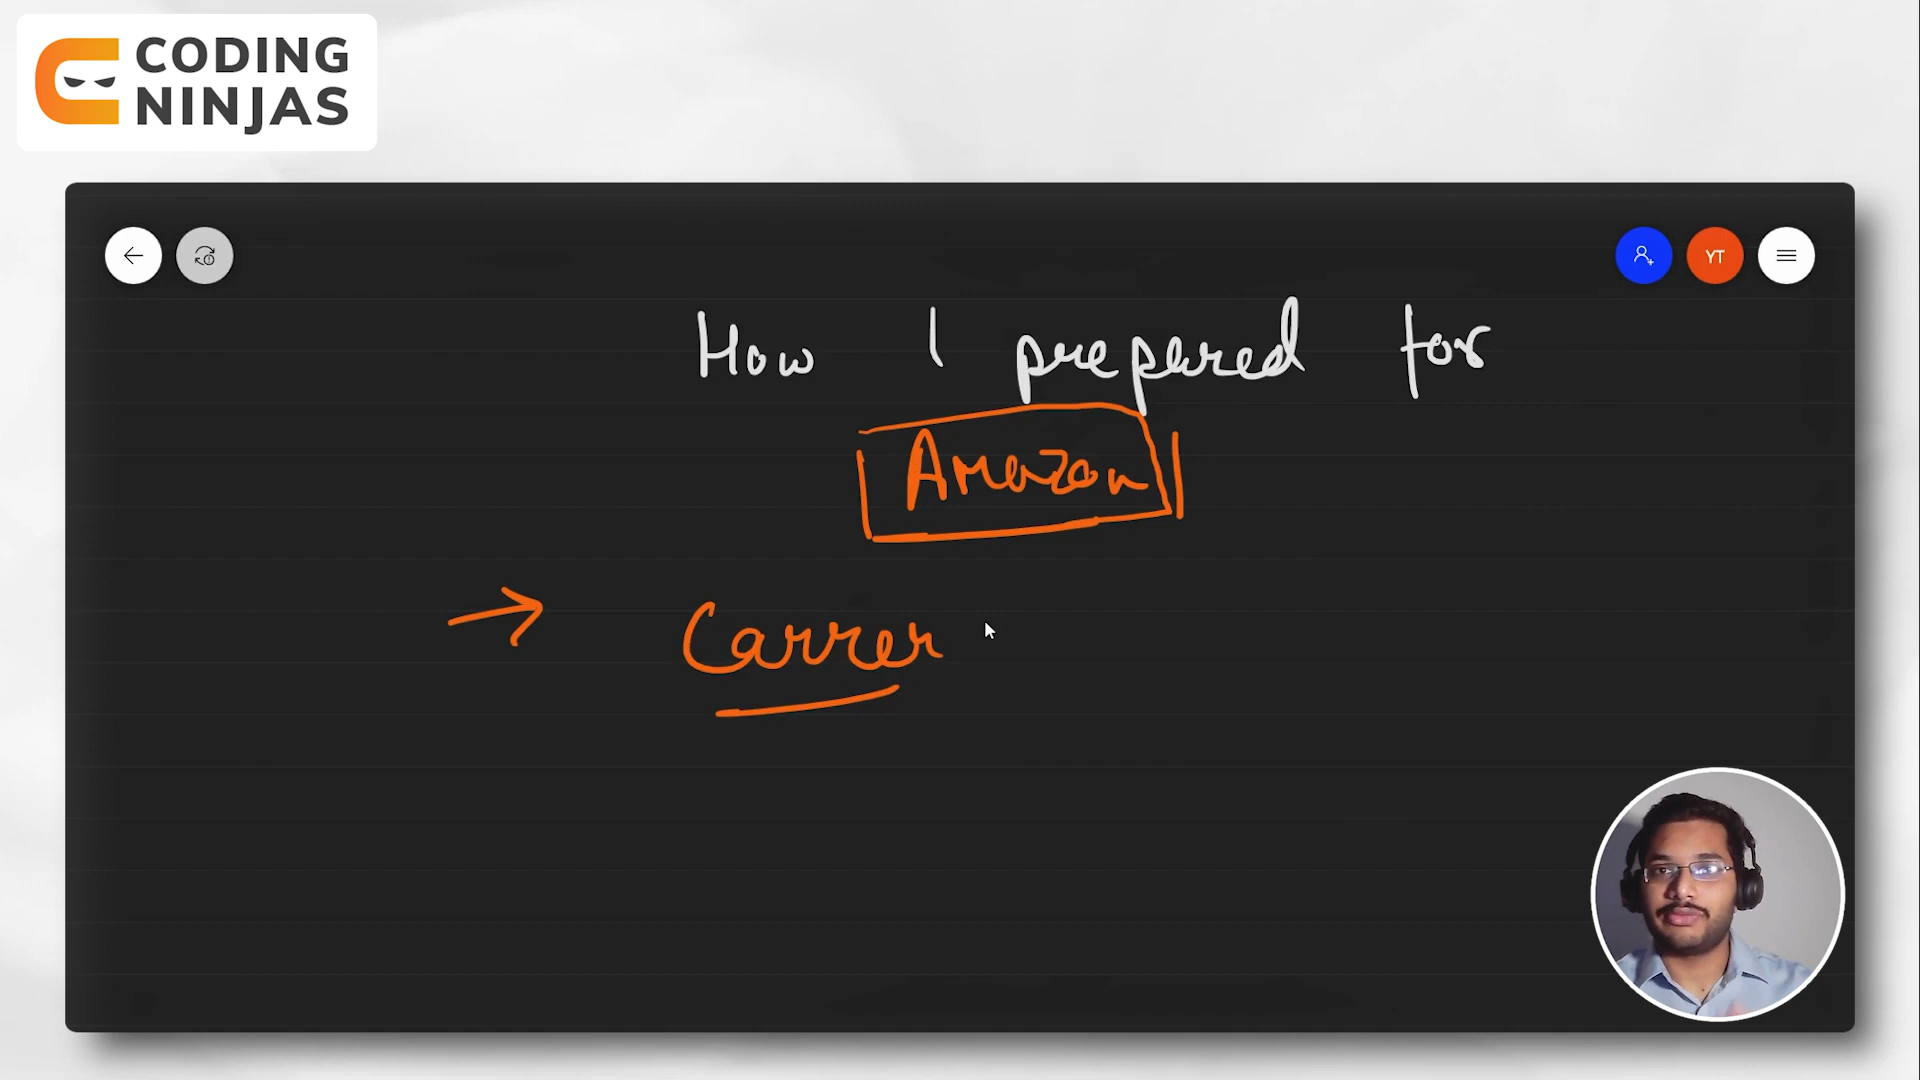 CODING
NINJAS
YT
How I prepared for
Amazon
→ Carrer